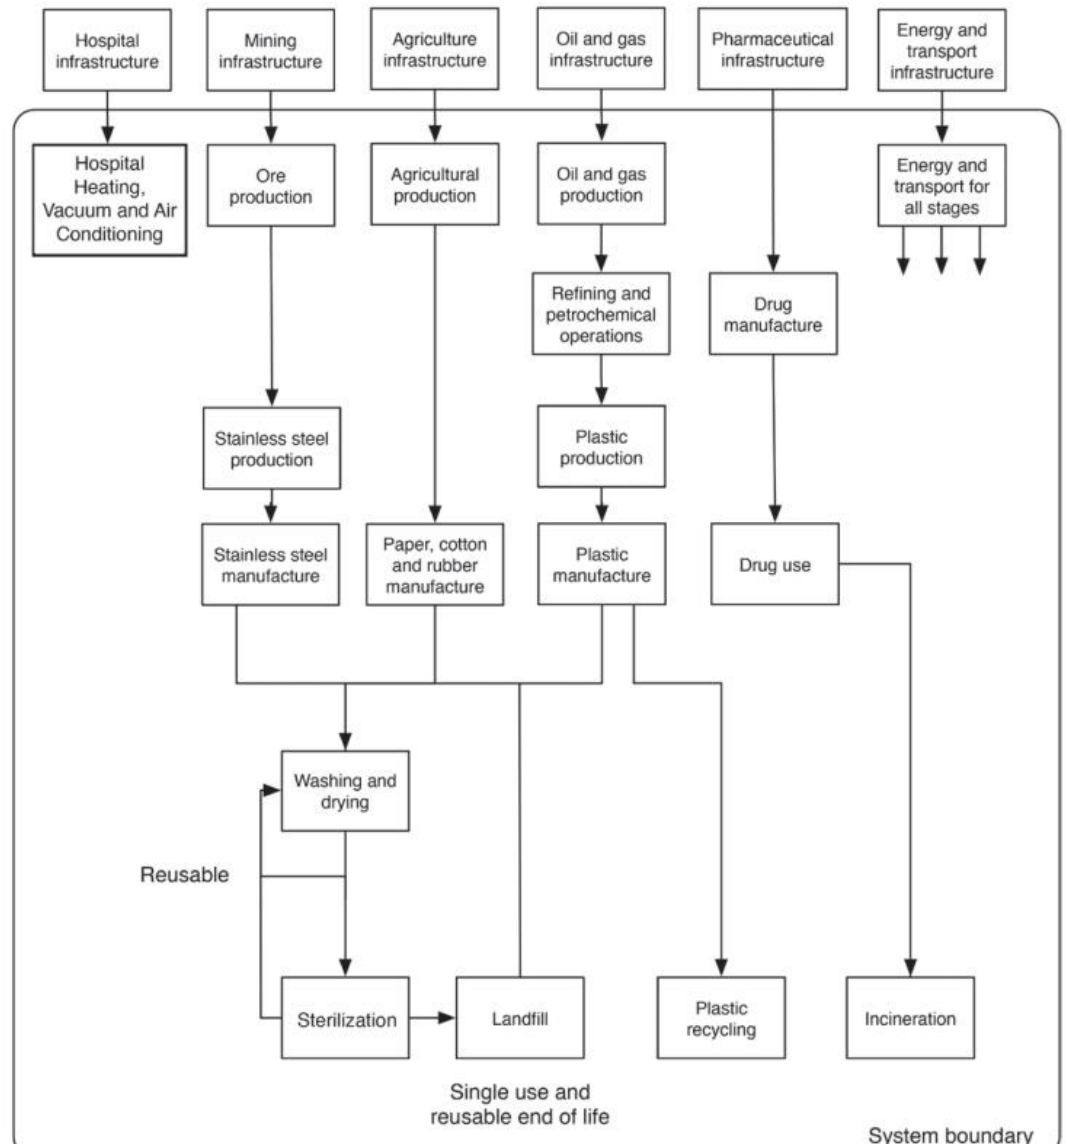 Hospital
infrastructure
Mining
infrastructure
Agriculture
infrastructure
Oil and gas
infrastructure
Pharmaceutical
infrastructure
Energy and
transport
infrastructure
Hospital
Heating,
Vacuum and Air
Conditioning
Ore
production
Agricultural
production
Oil and gas
production
Energy and
transport for
all stages
Refining and
petrochemical
operations
Drug
manufacture
Stainless steel
production
Plastic
production
Stainless steel
manufacture
Paper, cotton
and rubber
manufacture
Plastic
manufacture
Drug use
Washing and
drying
Reusable
Sterilization
Landfill
Plastic
recycling
Incineration
Single use and
reusable end of life
System boundary